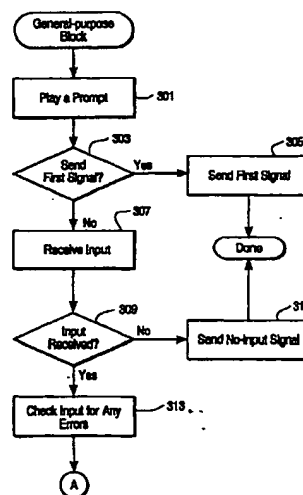 General-purpose
Block
Play a Prompt
301
303
Send
First Signal?
Yes
305
Send First Signal
No
307
Receive Input
Done
309
Input
Received?
No
31
Send No-Input Signal
Yes
Check Input for Any
Errors
313
A